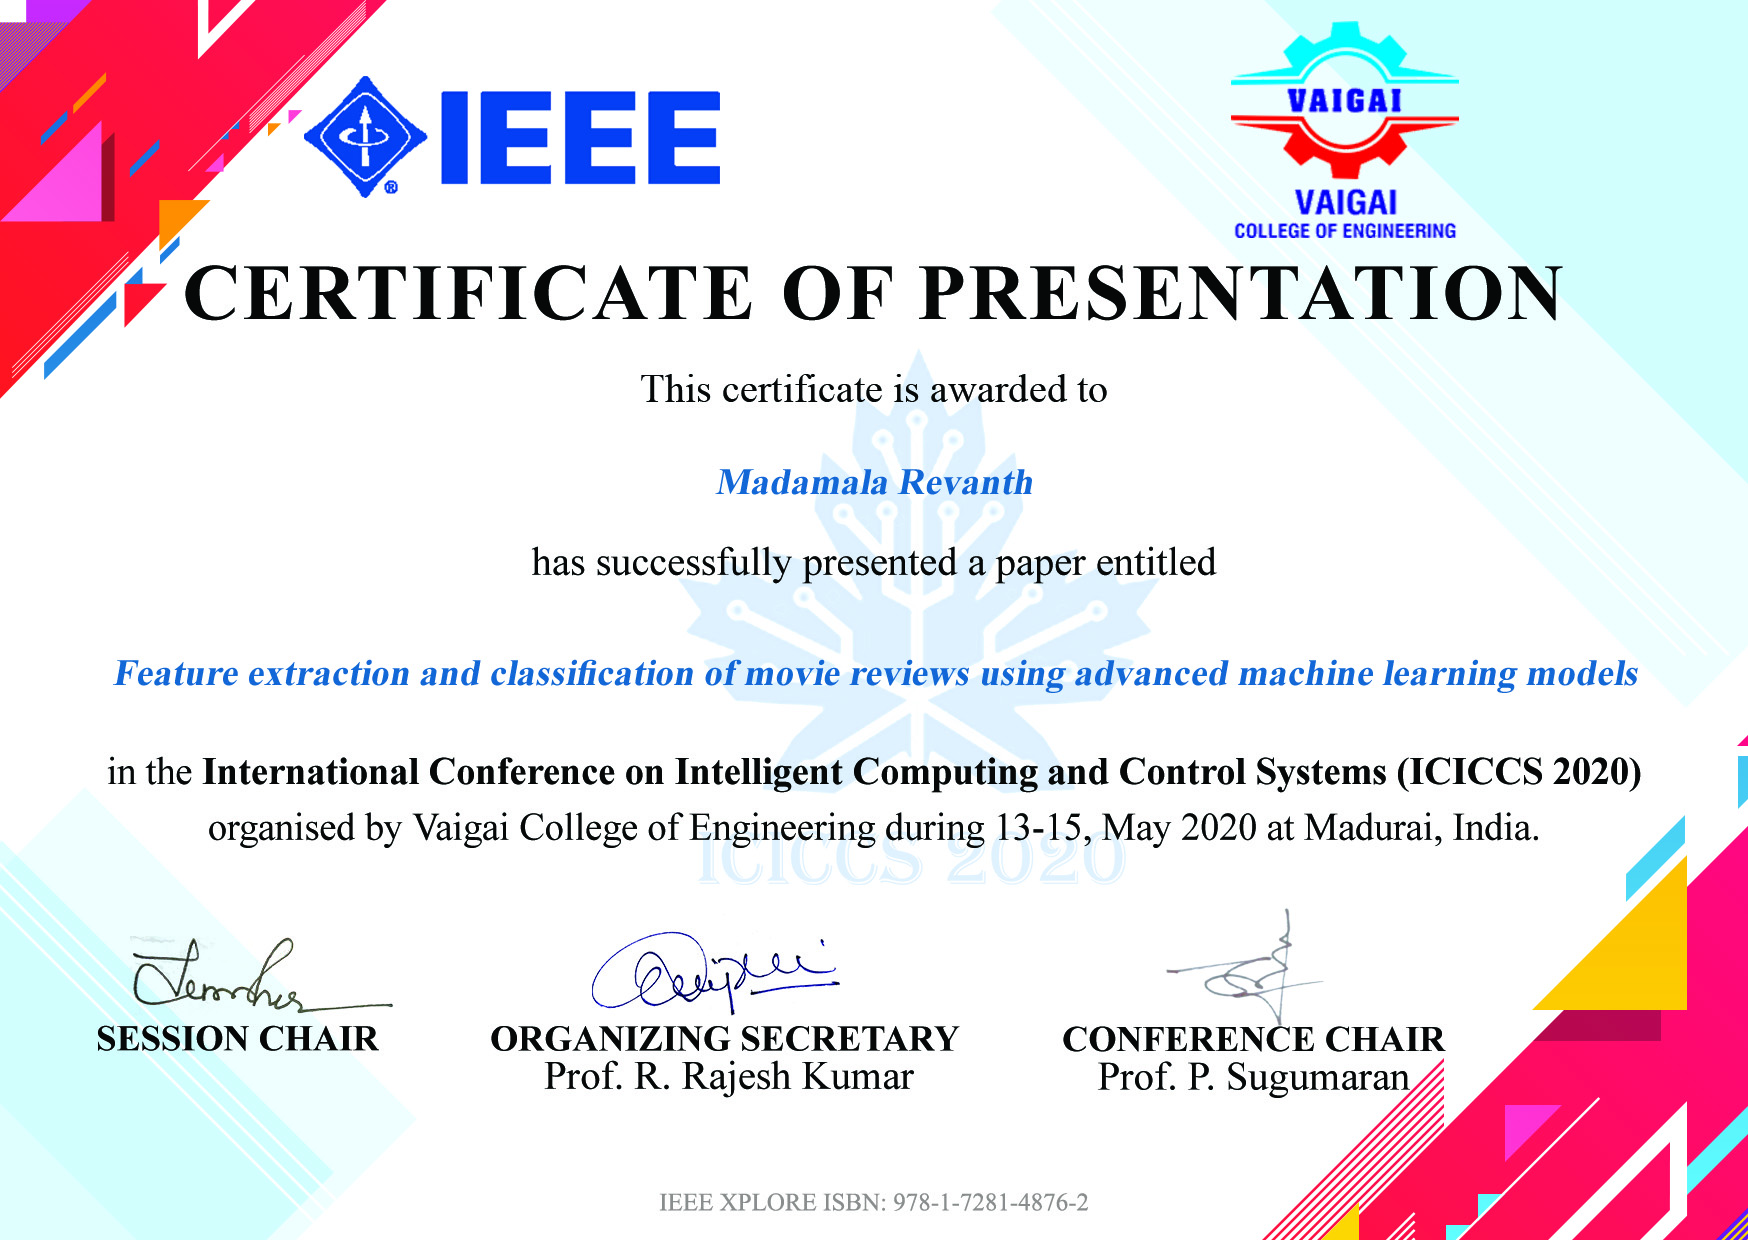 IEEE
®
VAIGAI
VAIGAI
COLLEGE OF ENGINEERING
CERTIFICATE OF PRESENTATION
This certificate is awarded to
Madamala Revanth
has successfully presented a paper entitled
Feature extraction and classification of movie reviews using advanced machine learning models
in the International Conference on Intelligent Computing and Control Systems (ICICCS 2020)
organised by Vaigai College of Engineering during 13-15, May 2020 at Madurai, India.
ICICCS 2020
SESSION CHAIR
ORGANIZING SECRETARY
Prof. R. Rajesh Kumar
CONFERENCE CHAIR
Prof. P. Sugumaran
IEEE XPLORE ISBN: 978-1-7281-4876-2